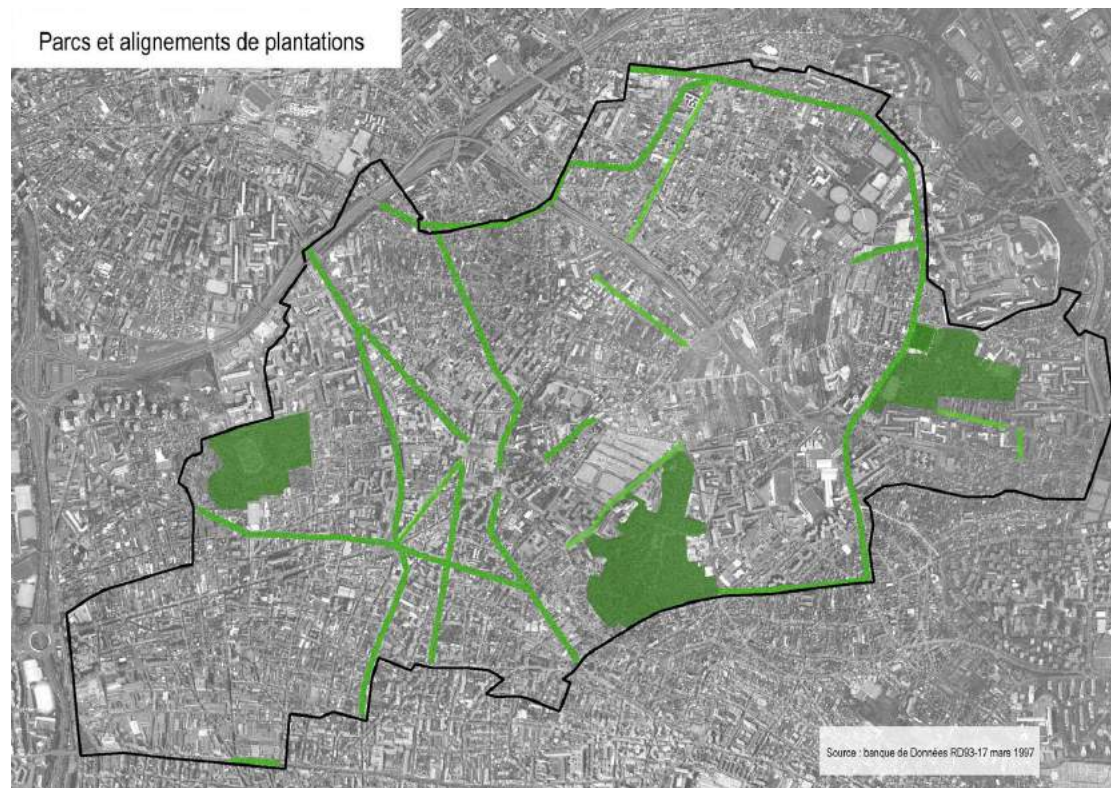 Parcs et alignements de plantations
Source : banque de Données RD93-17 mars 1997